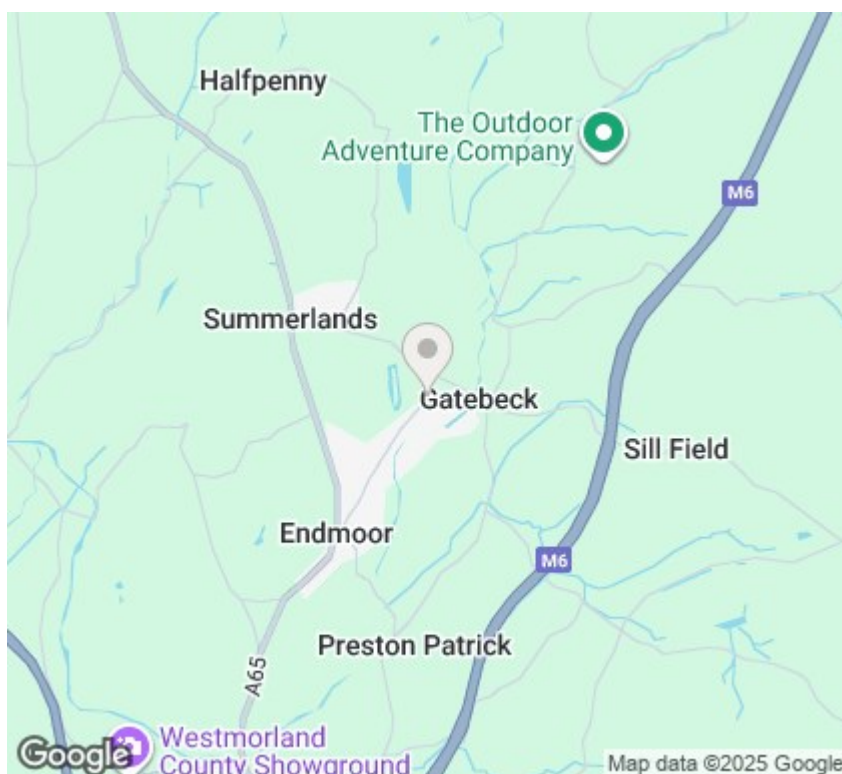 Halfpenny
The Outdoor
Adventure Company
M6
Summerlands
Gatebeck
Sill Field
Endmoor
M6
Preston Patrick
A65
Westmorland
County Showground
Google
Map data ©2025 Google